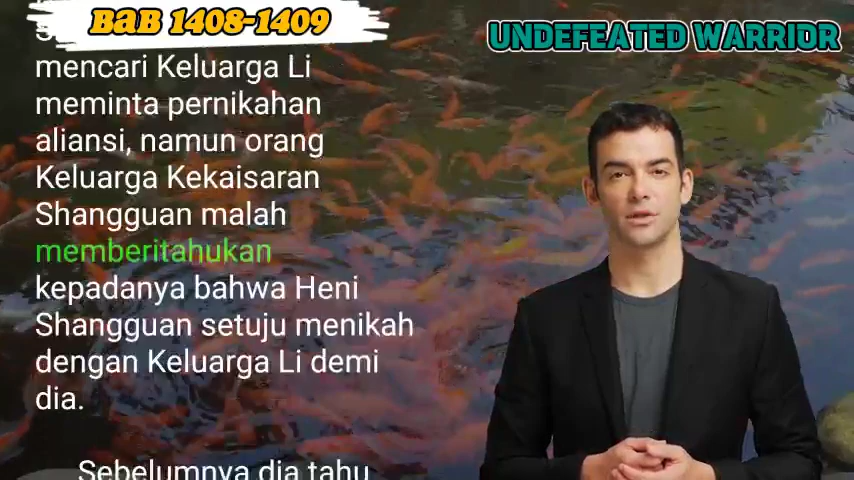 BAB 1408-1409
UNDEFEATED WARRIOR
mencari Keluarga Li
meminta pernikahan
aliansi, namun orang
Keluarga Kekaisaran
Shangguan malah
memberitahukan
kepadanya bahwa Heni
Shangguan setuju menikah
dengan Keluarga Li demi
dia.
Sebelumnya dia tahu